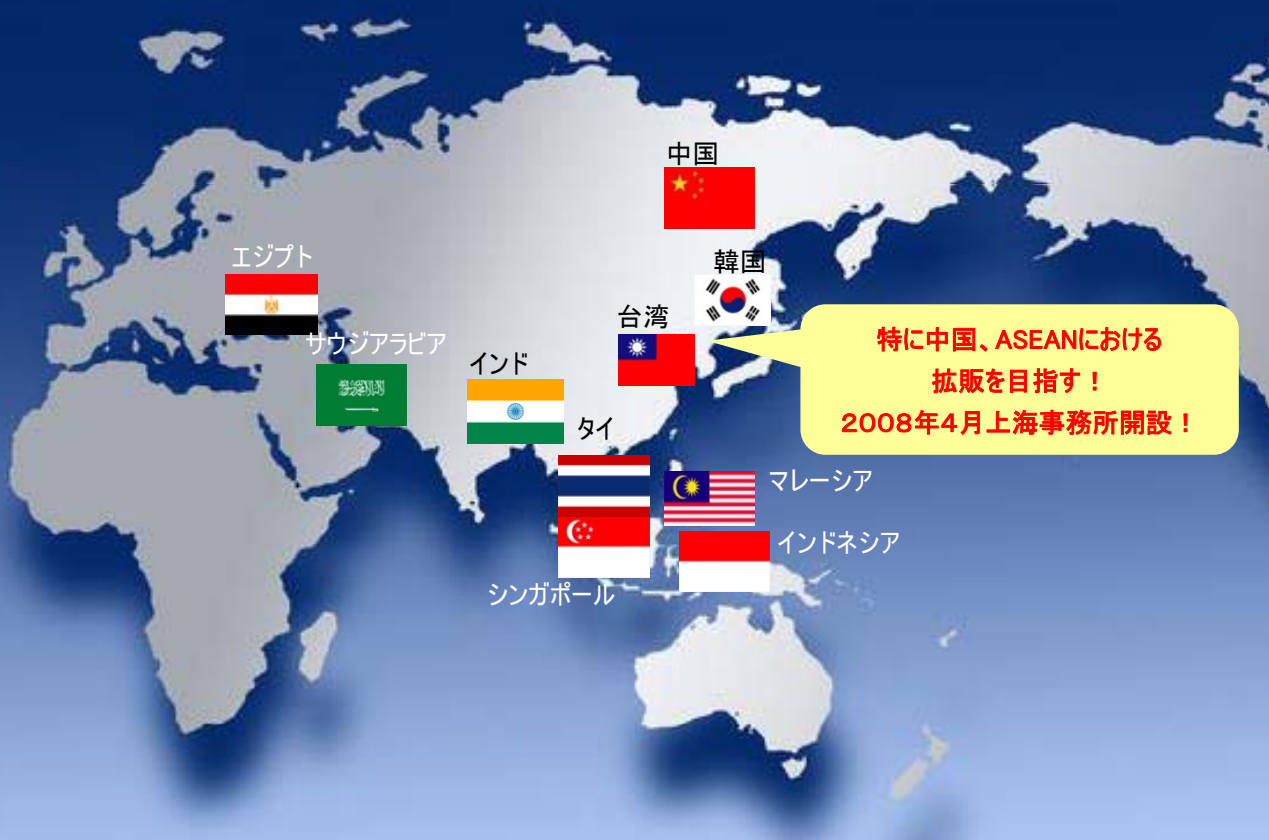 中国
エジプト
韓国
台湾
サウジアラビア
インド
特に中国、ASEANにおける
拡販を目指す！
2008年4月上海事務所開設！
タイ
マレーシア
インドネシア
シンガポール